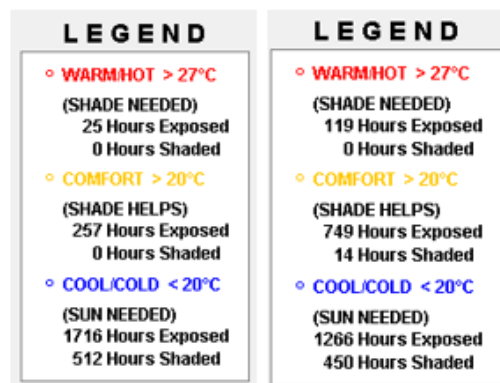 LEGEND
WARM/HOT > 27°C
(SHADE NEEDED)
25 Hours Exposed
0 Hours Shaded
COMFORT > 20°C
(SHADE HELPS)
257 Hours Exposed
0 Hours Shaded
COOL/COLD < 20°C
(SUN NEEDED)
1716 Hours Exposed
512 Hours Shaded
LEGEND
WARM/HOT > 27°C
(SHADE NEEDED)
119 Hours Exposed
0 Hours Shaded
COMFORT > 20°C
(SHADE HELPS)
749 Hours Exposed
14 Hours Shaded
COOL/COLD < 20°C
(SUN NEEDED)
1266 Hours Exposed
450 Hours Shaded